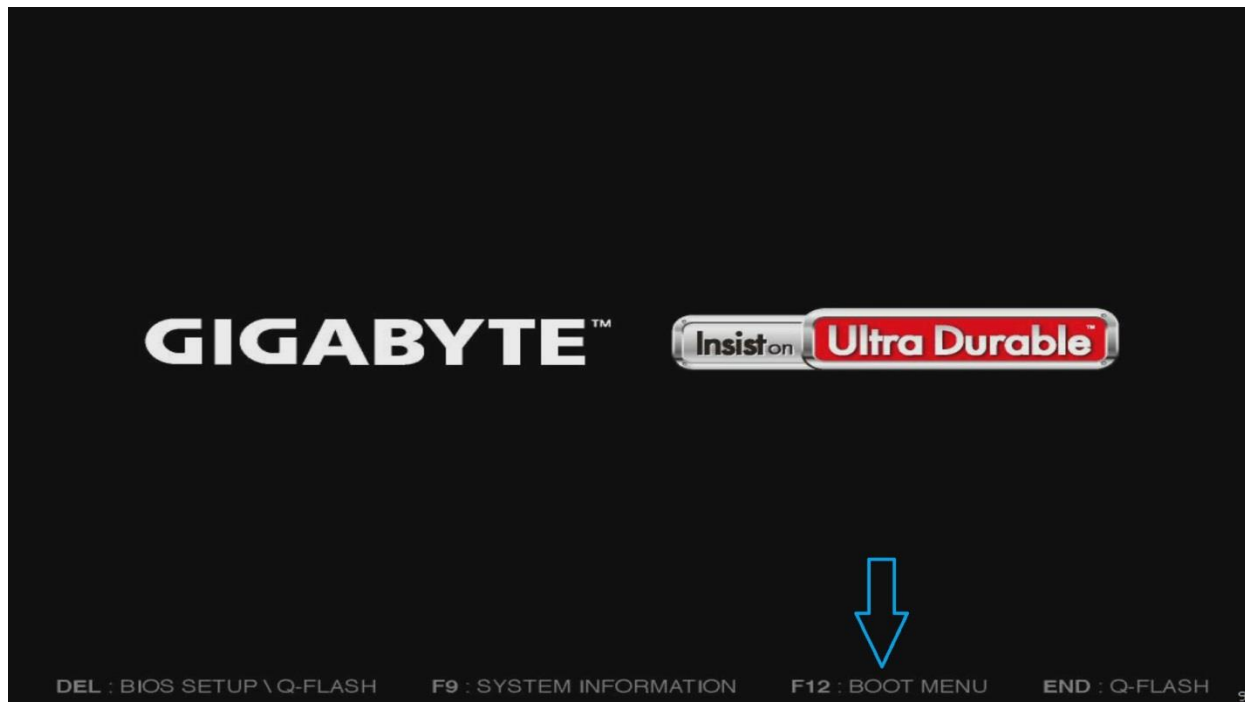 GIGABYTE™
Insist on Ultra Durable™
DEL : BIOS SETUP \ Q-FLASH F9 : SYSTEM INFORMATION F12 : BOOT MENU END : Q-FLASH